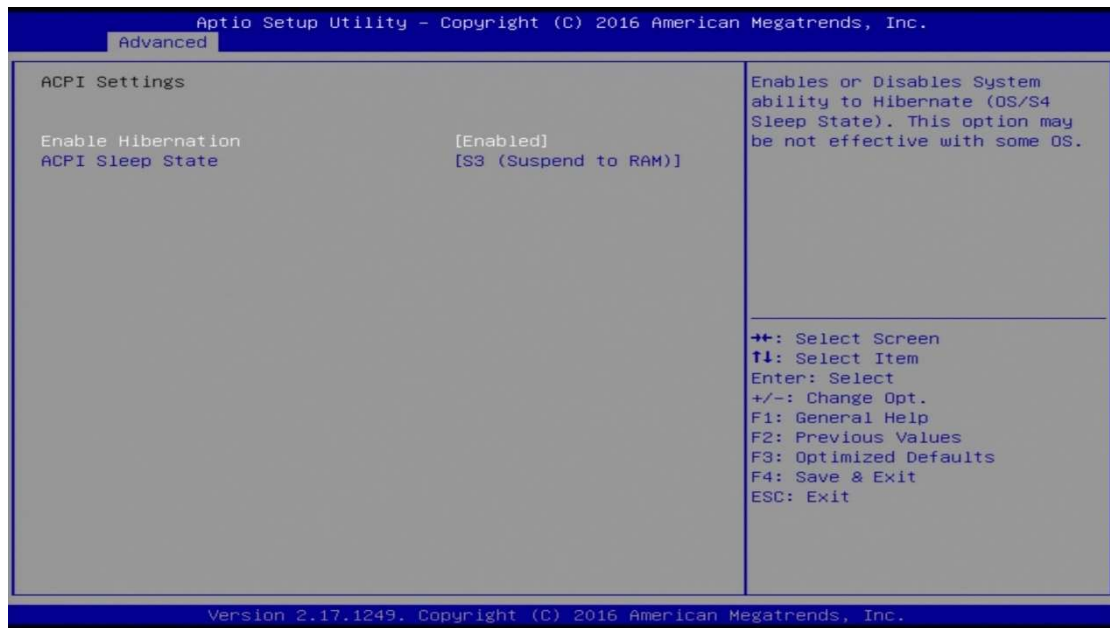 Aptio Setup Utility – Copyright (C) 2016 American Megatrends, Inc.
Advanced
ACPI Settings
Enable Hibernation [Enabled]
ACPI Sleep State [S3 (Suspend to RAM)]
Enables or Disables System
ability to Hibernate (OS/S4
Sleep State). This option may
be not effective with some OS.
→←: Select Screen
↑↓: Select Item
Enter: Select
+/-: Change Opt.
F1: General Help
F2: Previous Values
F3: Optimized Defaults
F4: Save & Exit
ESC: Exit
Version 2.17.1249. Copyright (C) 2016 American Megatrends, Inc.